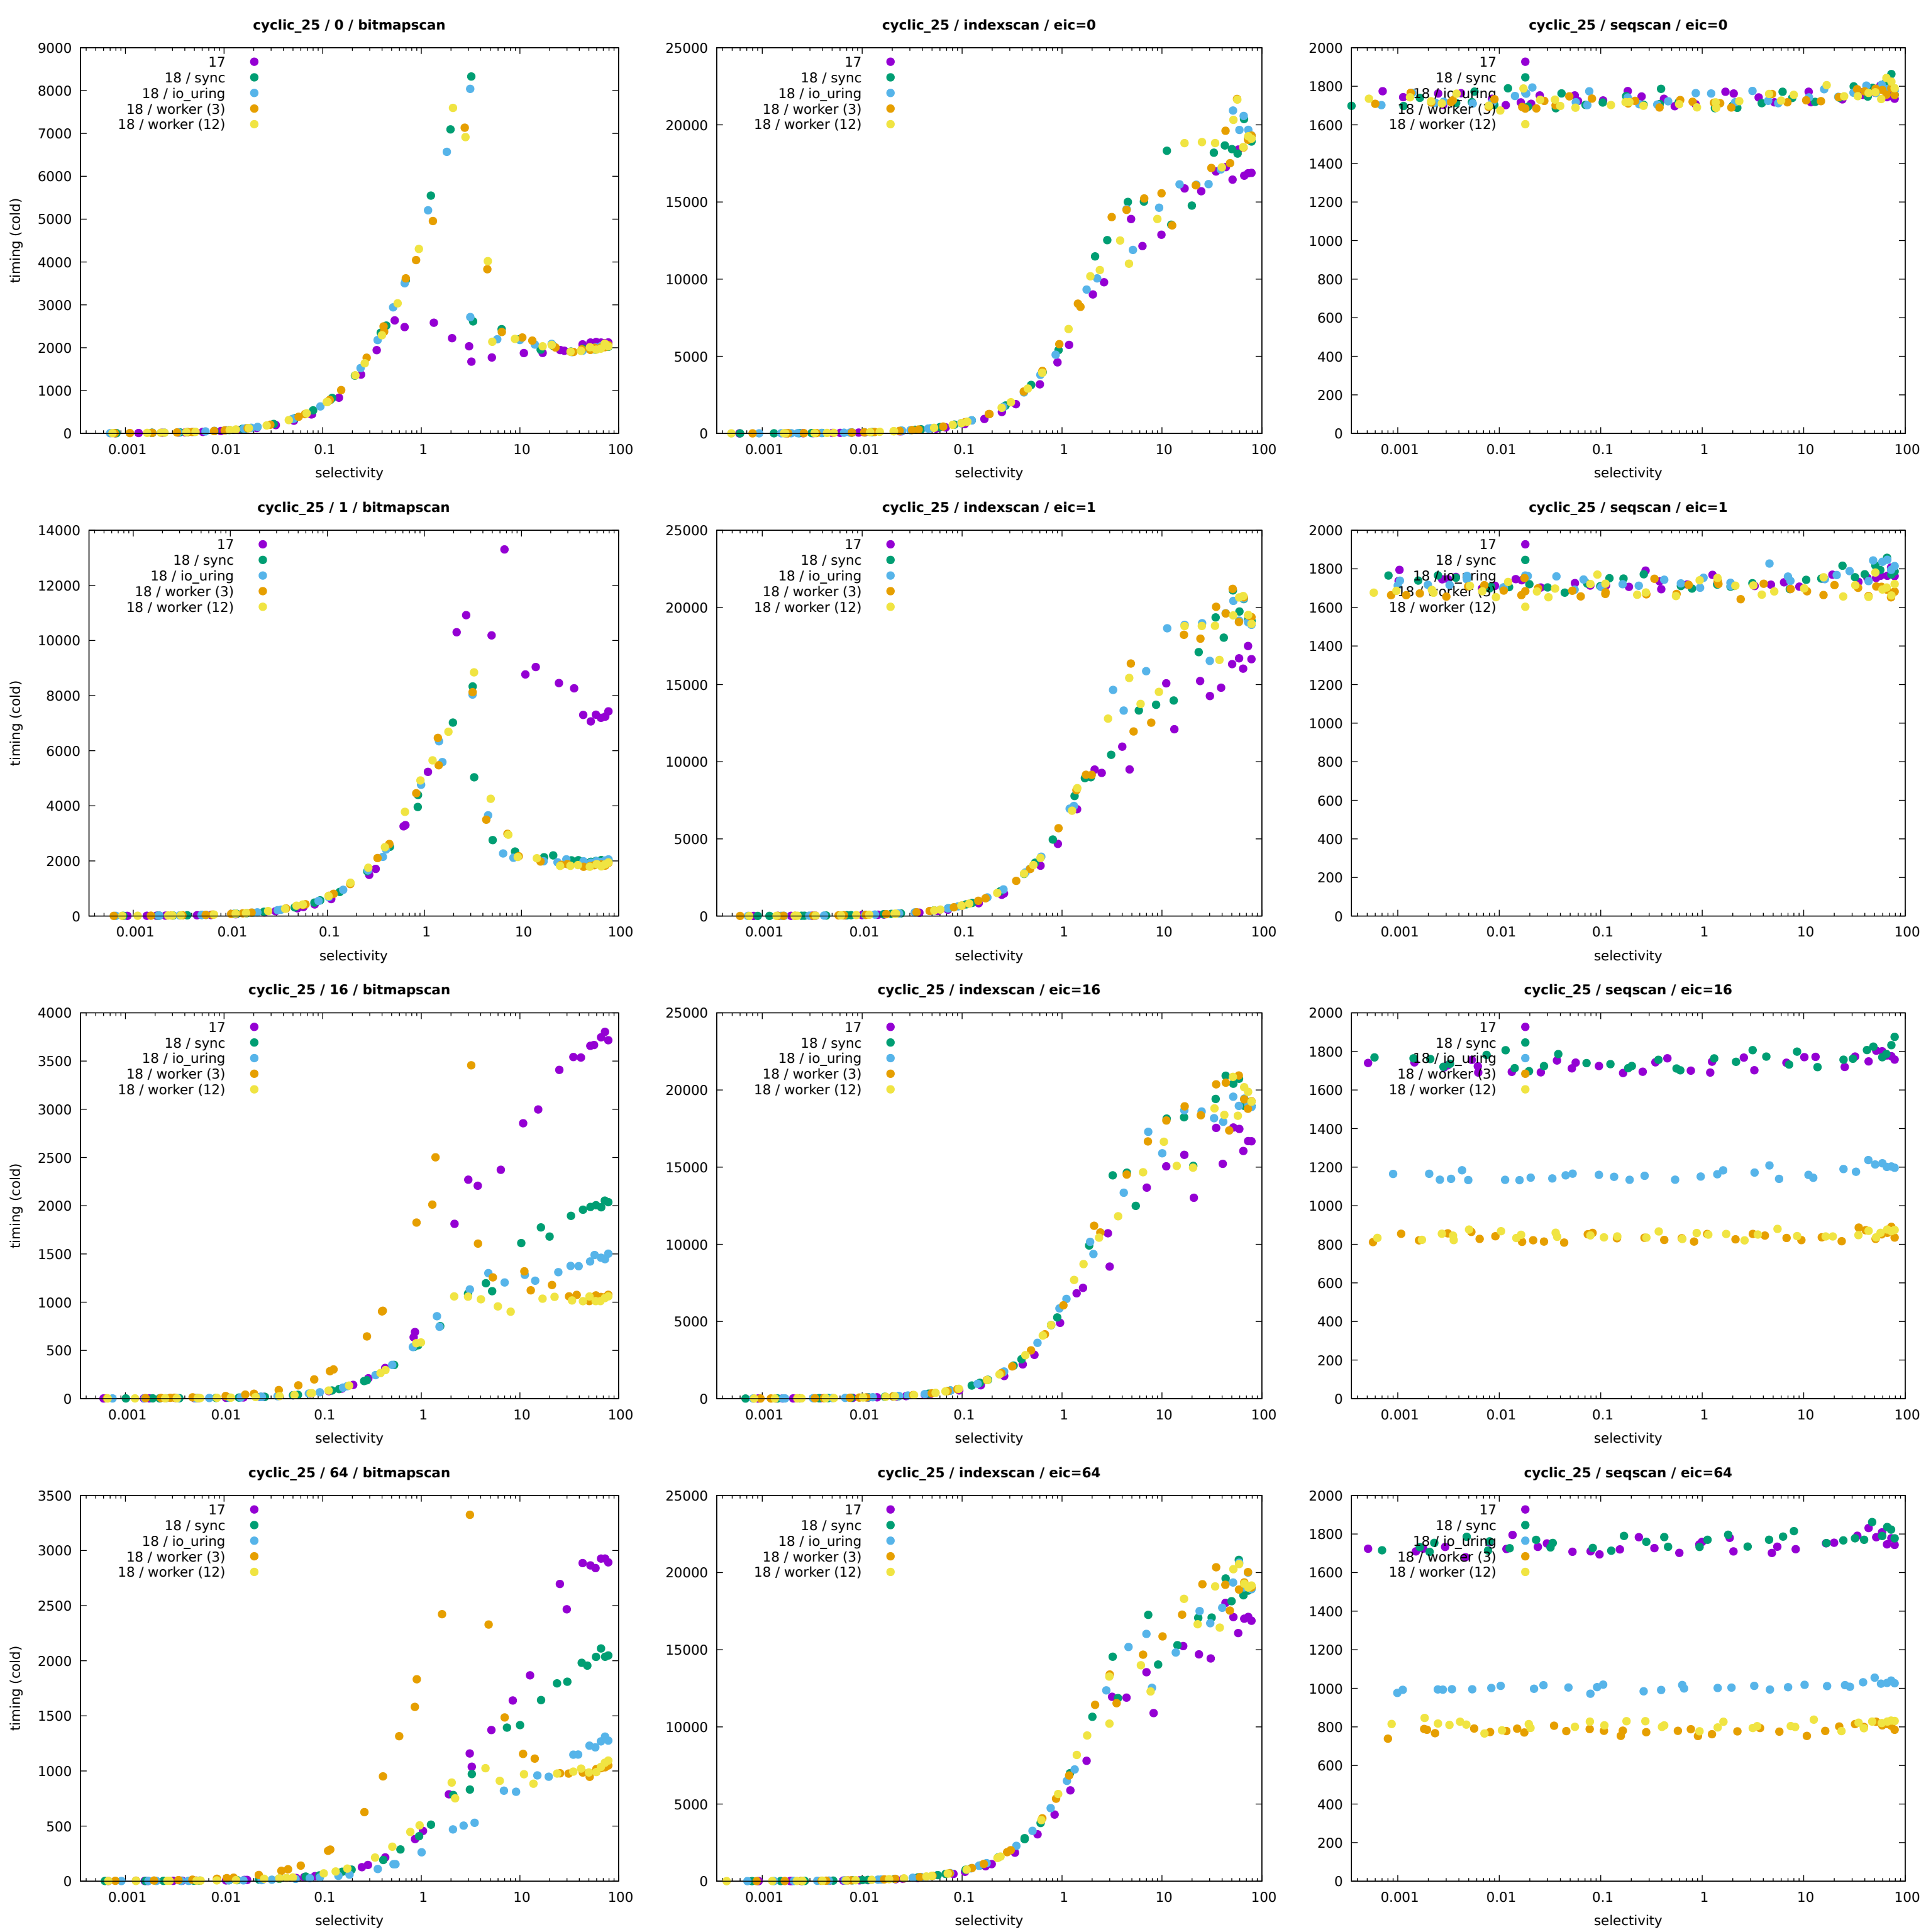 cyclic_25 / 0 / bitmapscan
timing (cold)
9000
8000
7000
6000
5000
4000
3000
2000
1000
0
17
18 / sync
18 / io_uring
18 / worker (3)
18 / worker (12)
0.001 0.01 0.1 1 10 100
selectivity
cyclic_25 / indexscan / eic=0
25000
20000
15000
10000
5000
0
17
18 / sync
18 / io_uring
18 / worker (3)
18 / worker (12)
0.001 0.01 0.1 1 10 100
selectivity
cyclic_25 / seqscan / eic=0
2000
1800
1600
1400
1200
1000
800
600
400
200
0
17
18 / sync
18 / io_uring
18 / worker (3)
18 / worker (12)
0.001 0.01 0.1 1 10 100
selectivity
cyclic_25 / 1 / bitmapscan
timing (cold)
14000
12000
10000
8000
6000
4000
2000
0
17
18 / sync
18 / io_uring
18 / worker (3)
18 / worker (12)
0.001 0.01 0.1 1 10 100
selectivity
cyclic_25 / indexscan / eic=1
25000
20000
15000
10000
5000
0
17
18 / sync
18 / io_uring
18 / worker (3)
18 / worker (12)
0.001 0.01 0.1 1 10 100
selectivity
cyclic_25 / seqscan / eic=1
2000
1800
1600
1400
1200
1000
800
600
400
200
0
17
18 / sync
18 / io_uring
18 / worker (3)
18 / worker (12)
0.001 0.01 0.1 1 10 100
selectivity
cyclic_25 / 16 / bitmapscan
timing (cold)
4000
3500
3000
2500
2000
1500
1000
500
0
17
18 / sync
18 / io_uring
18 / worker (3)
18 / worker (12)
0.001 0.01 0.1 1 10 100
selectivity
cyclic_25 / indexscan / eic=16
25000
20000
15000
10000
5000
0
17
18 / sync
18 / io_uring
18 / worker (3)
18 / worker (12)
0.001 0.01 0.1 1 10 100
selectivity
cyclic_25 / seqscan / eic=16
2000
1800
1600
1400
1200
1000
800
600
400
200
0
17
18 / sync
18 / io_uring
18 / worker (3)
18 / worker (12)
0.001 0.01 0.1 1 10 100
selectivity
cyclic_25 / 64 / bitmapscan
timing (cold)
3500
3000
2500
2000
1500
1000
500
0
17
18 / sync
18 / io_uring
18 / worker (3)
18 / worker (12)
0.001 0.01 0.1 1 10 100
selectivity
cyclic_25 / indexscan / eic=64
25000
20000
15000
10000
5000
0
17
18 / sync
18 / io_uring
18 / worker (3)
18 / worker (12)
0.001 0.01 0.1 1 10 100
selectivity
cyclic_25 / seqscan / eic=64
2000
1800
1600
1400
1200
1000
800
600
400
200
0
17
18 / sync
18 / io_uring
18 / worker (3)
18 / worker (12)
0.001 0.01 0.1 1 10 100
selectivity